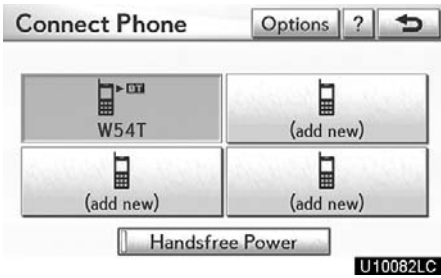 Connect Phone Options ?
W54T (add new)
(add new) (add new)
Handsfree Power
U10082LC